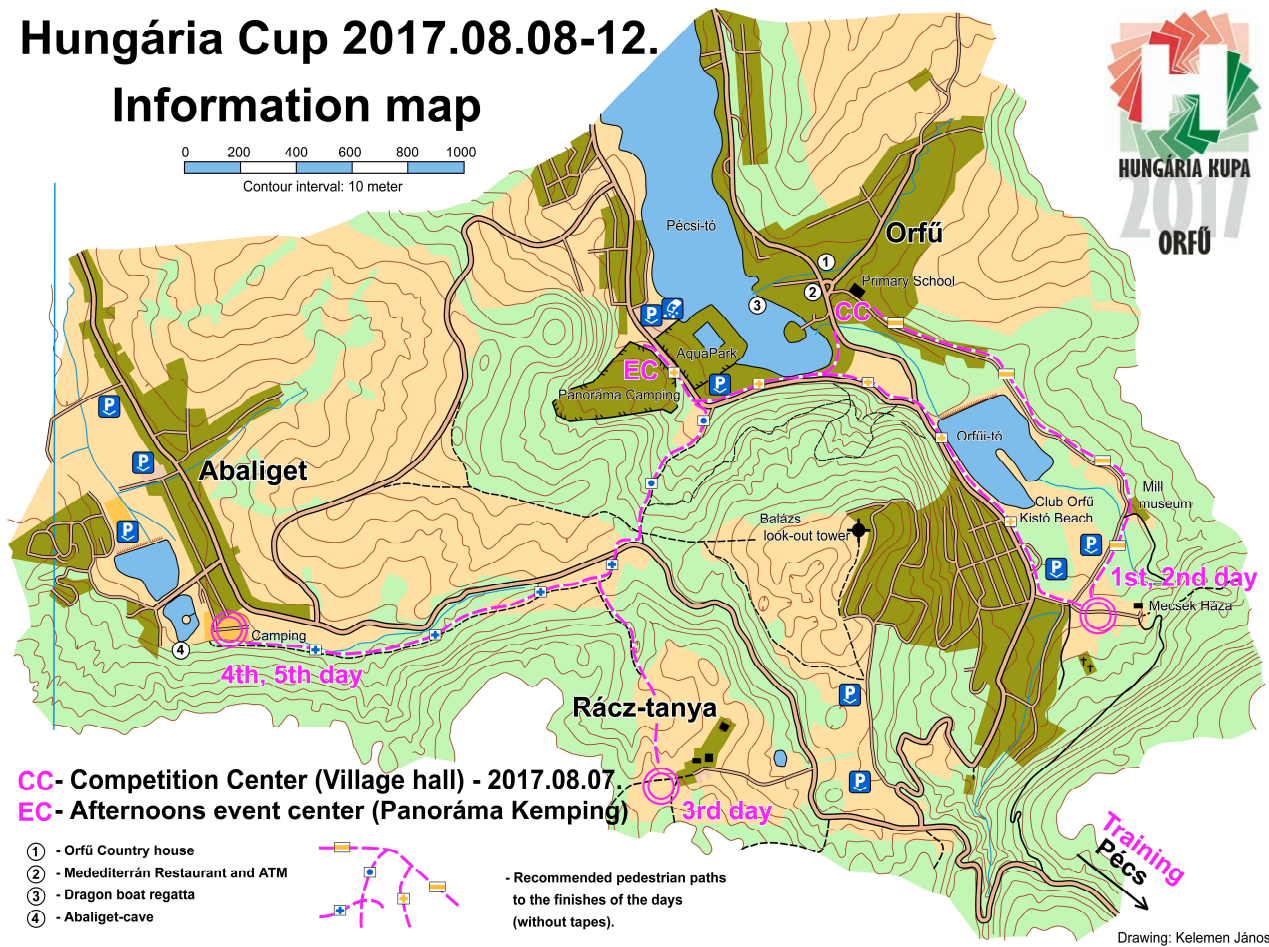 Hungária Cup 2017.08.08-12.
Information map
0 200 400 600 800 1000
Contour interval: 10 meter
HUNGÁRIA KUPA
2017
ORFŰ
Pécsi-tó
Orfű
1
Primary School
2
3
CC
P
AquaPark
EC
P
Panoráma Camping
P
Orfűi-tó
Abaliget
P
Mill
museum
Club Orfű
Kistó Beach
Balázs
look-out tower
P
P
P
1st, 2nd day
Mecsek Háza
Camping
4
4th, 5th day
P
Rácz-tanya
P
3rd day
CC- Competition Center (Village hall) - 2017.08.07.
EC- Afternoons event center (Panoráma Kemping)
Training
Pécs
1 - Orfű Country house
2 - Medediterrán Restaurant and ATM
3 - Dragon boat regatta
4 - Abaliget-cave
- Recommended pedestrian paths
to the finishes of the days
(without tapes).
Drawing: Kelemen János